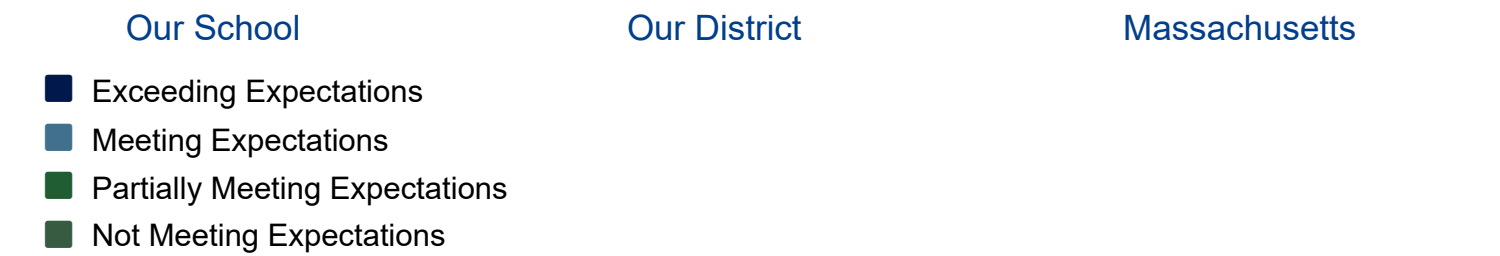 Our School Our District Massachusetts
Exceeding Expectations
Meeting Expectations
Partially Meeting Expectations
Not Meeting Expectations